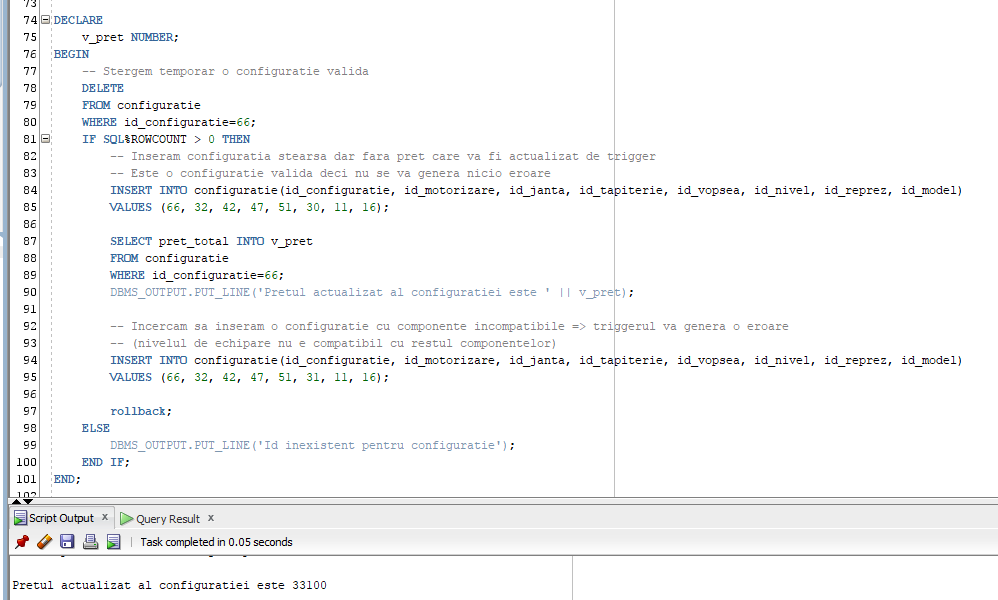 73
74 DECLARE
75 v_pret NUMBER;
76 BEGIN
77 -- Stergem temporar o configuratie valida
78 DELETE
79 FROM configuratie
80 WHERE id_configuratie=66;
81 IF SQL%ROWCOUNT > 0 THEN
82 -- Inseram configuratia stearsa dar fara pret care va fi actualizat de trigger
83 -- Este o configuratie valida deci nu se va genera nicio eroare
84 INSERT INTO configuratie(id_configuratie, id_motorizare, id_janta, id_tapiterie, id_vopsea, id_nivel, id_reprez, id_model)
85 VALUES (66, 32, 42, 47, 51, 30, 11, 16);
86
87 SELECT pret_total INTO v_pret
88 FROM configuratie
89 WHERE id_configuratie=66;
90 DBMS_OUTPUT.PUT_LINE('Pretul actualizat al configuratiei este ' || v_pret);
91
92 -- Incercam sa inseram o configuratie cu componente incompatibile => triggerul va genera o eroare
93 -- (nivelul de echipare nu e compatibil cu restul componentelor)
94 INSERT INTO configuratie(id_configuratie, id_motorizare, id_janta, id_tapiterie, id_vopsea, id_nivel, id_reprez, id_model)
95 VALUES (66, 32, 42, 47, 51, 31, 11, 16);
96
97 rollback;
98 ELSE
99 DBMS_OUTPUT.PUT_LINE('Id inexistent pentru configuratie');
100 END IF;
101 END;
102
Script Output x Query Result x
Task completed in 0.05 seconds
Pretul actualizat al configuratiei este 33100